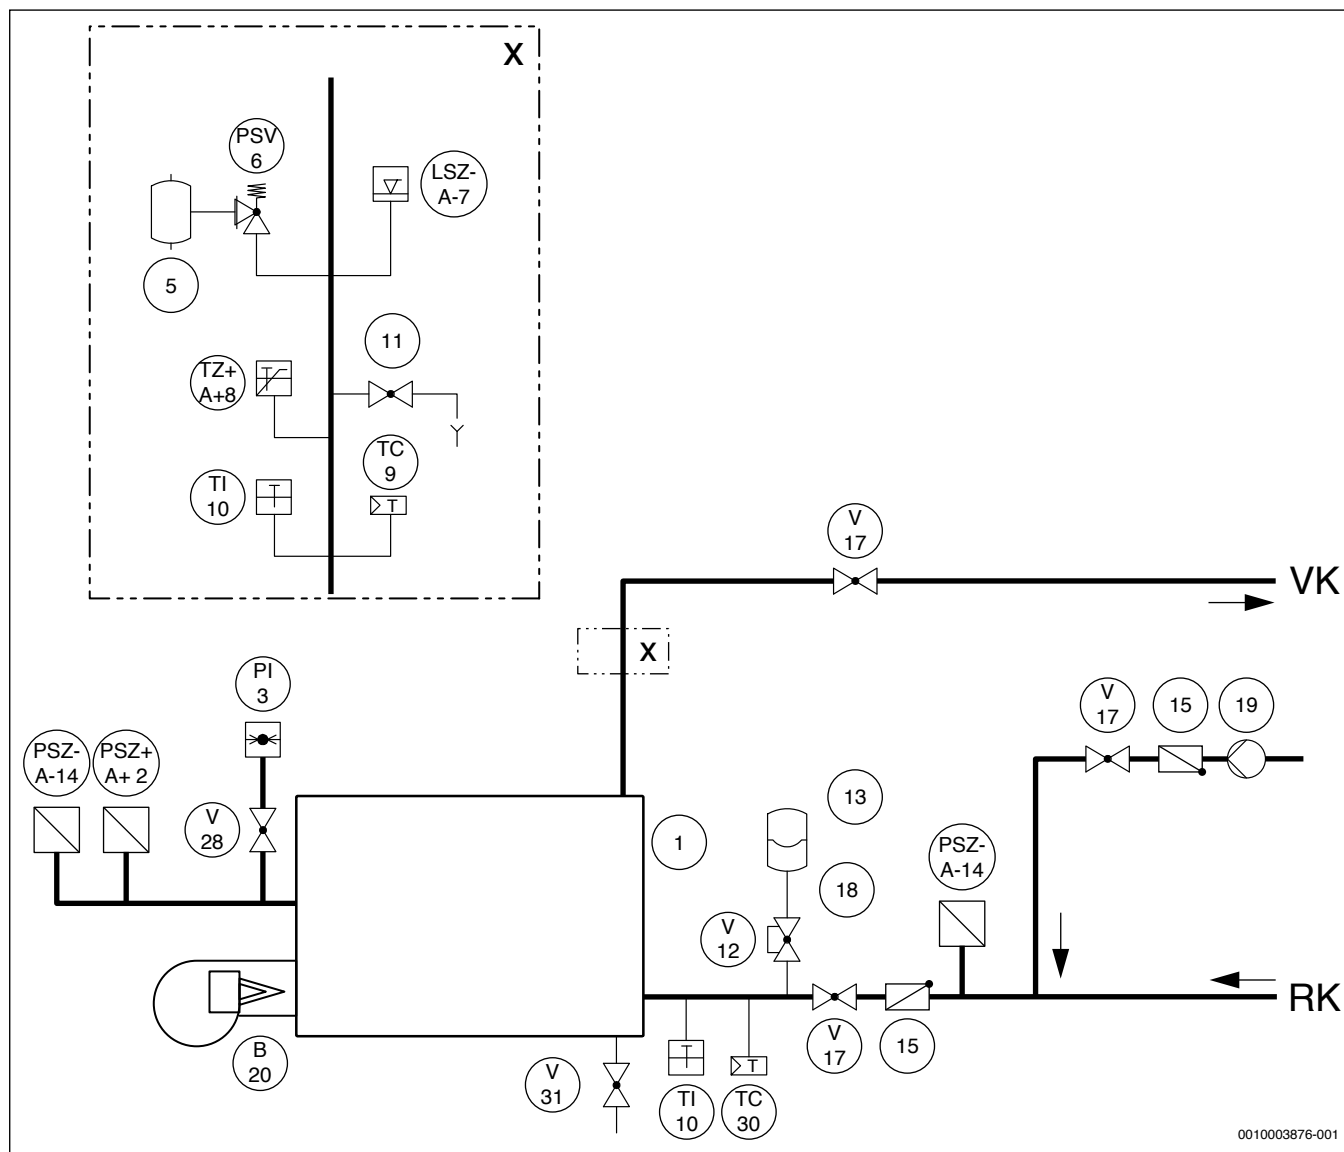 X
PSV
6
LSZ-
A-7
5
11
TZ+
A+8
TC
9
TI
10
T
T
T
V
17
VK
X
PI
3
V
17
15
19
PSZ-
A-14
PSZ+
A+ 2
V
28
13
1
PSZ-
A-14
18
V
12
RK
V
17
15
B
20
V
31
T
T
TI
10
TC
30
0010003876-001